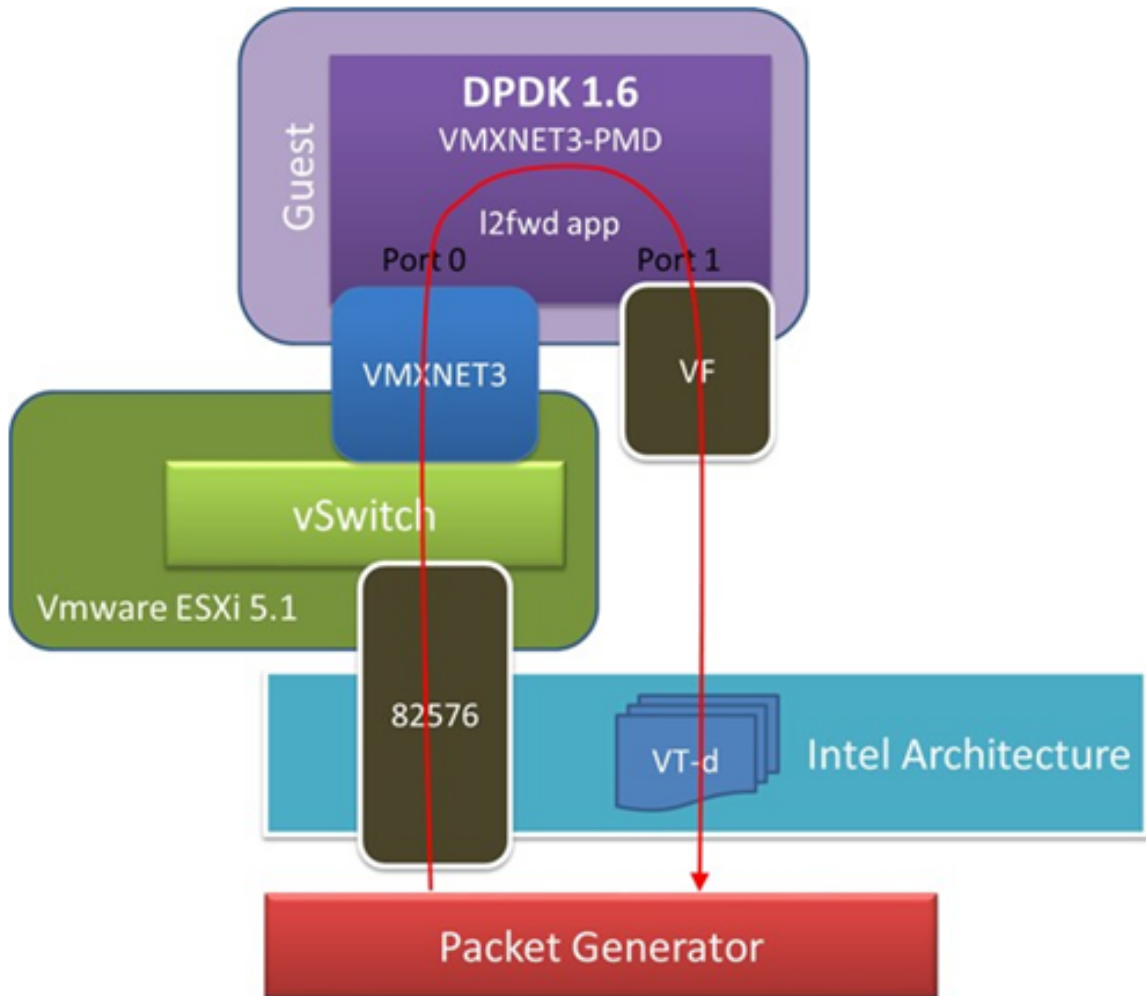 DPDK 1.6
VMXNET3-PMD
Guest
l2fwd app
Port 0
Port 1
VMXNET3
VF
vSwitch
Vmware ESXi 5.1
82576
VT-d
Intel Architecture
Packet Generator